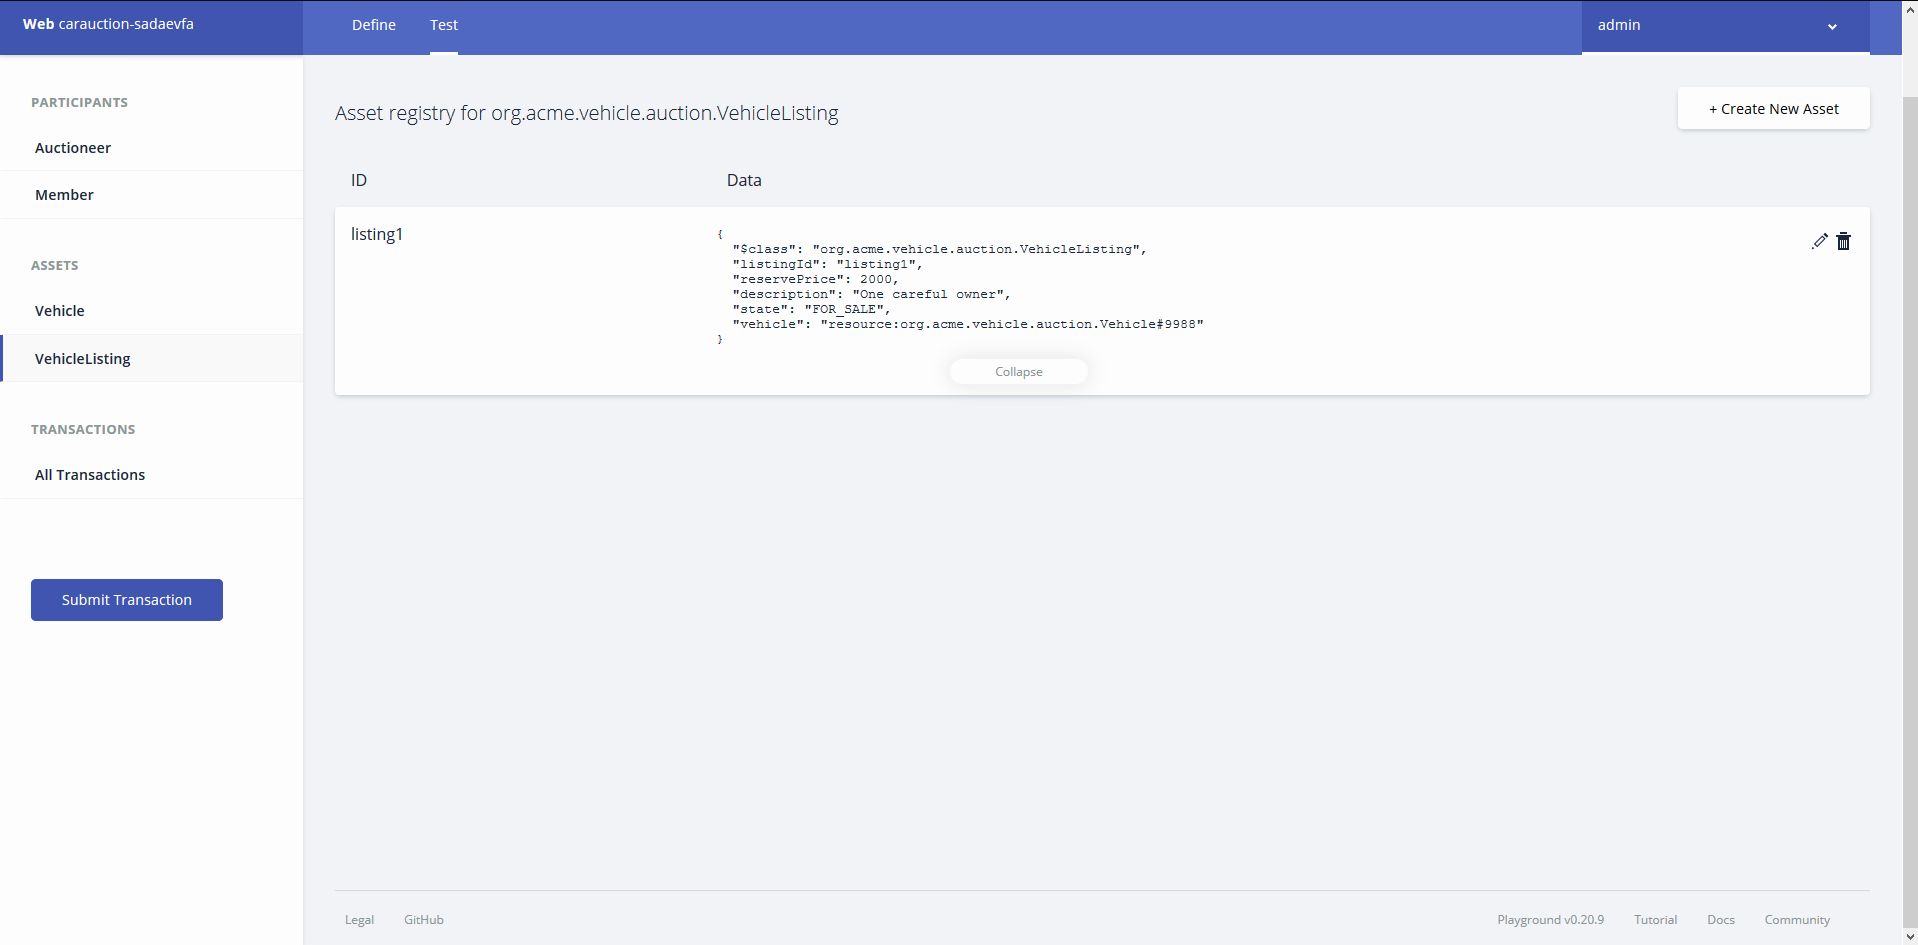 Web carauction-sadaevfa
Define
Test
admin
PARTICIPANTS
Auctioneer
Member
ASSETS
Vehicle
VehicleListing
TRANSACTIONS
All Transactions
Submit Transaction
Asset registry for org.acme.vehicle.auction.VehicleListing
+ Create New Asset
ID
Data
listing1
{
"$class": "org.acme.vehicle.auction.VehicleListing",
"listingId": "listing1",
"reservePrice": 2000,
"description": "One careful owner",
"state": "FOR_SALE",
"vehicle": "resource:org.acme.vehicle.auction.Vehicle#9988"
}
Collapse
Legal
GitHub
Playground v0.20.9
Tutorial
Docs
Community